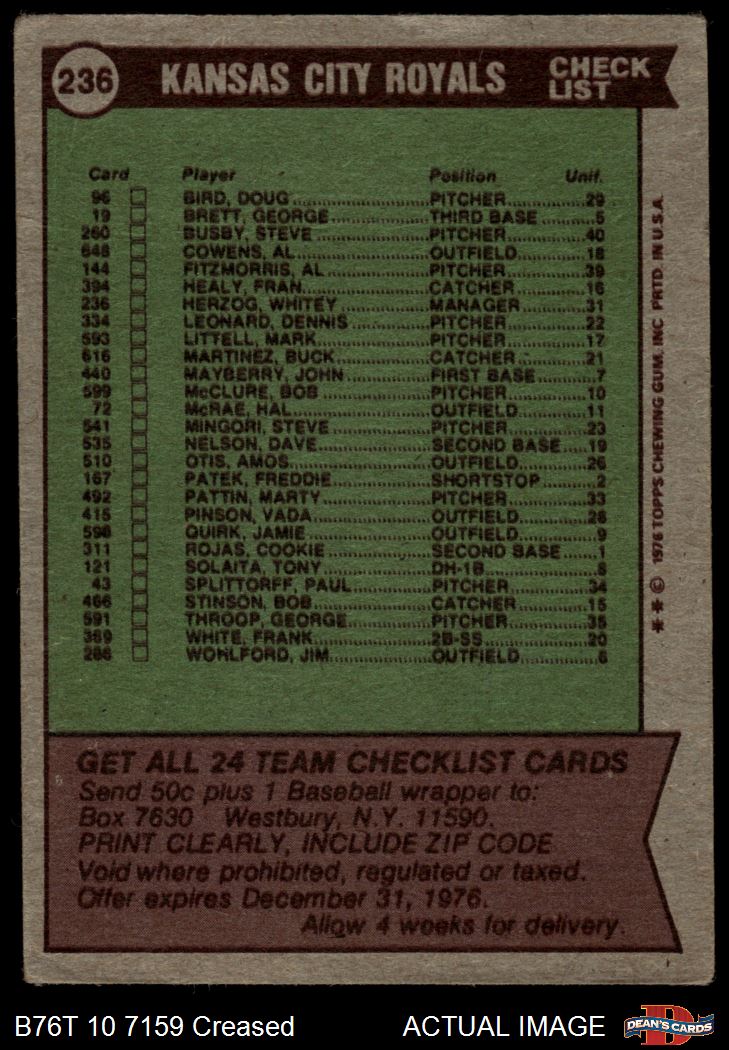 236 KANSAS CITY ROYALS CHECK LIST
Card Player Position Unif.
96 BIRD, DOUG PITCHER 29
19 BRETT, GEORGE THIRD BASE 5
260 BUSBY, STEVE PITCHER 40
648 COWENS, AL OUTFIELD 18
144 FITZMORRIS, AL PITCHER 39
394 HEALY, FRAN CATCHER 16
236 HERZOG, WHITEY MANAGER 31
334 LEONARD, DENNIS PITCHER 22
593 LITTELL, MARK PITCHER 17
616 MARTINEZ, BUCK CATCHER 21
440 MAYBERRY, JOHN FIRST BASE 7
599 McCLURE, BOB PITCHER 10
72 McRAE, HAL OUTFIELD 11
541 MINGORI, STEVE PITCHER 23
535 NELSON, DAVE SECOND BASE 19
510 OTIS, AMOS OUTFIELD 26
167 PATEK, FREDDIE SHORTSTOP 2
492 PATTIN, MARTY PITCHER 33
415 PINSON, VADA OUTFIELD 28
598 QUIRK, JAMIE OUTFIELD 9
311 ROJAS, COOKIE SECOND BASE 1
121 SOLAITA, TONY DH-1B 8
43 SPLITTORFF, PAUL PITCHER 34
466 STINSON, BOB CATCHER 15
591 THROOP, GEORGE PITCHER 35
369 WHITE, FRANK 2B-SS 20
286 WOHLFORD, JIM OUTFIELD 6
** © 1976 TOPPS CHEWING GUM, INC PRTD. IN U.S.A.
GET ALL 24 TEAM CHECKLIST CARDS
Send 50c plus 1 Baseball wrapper to:
Box 7630 Westbury, N.Y. 11590.
PRINT CLEARLY, INCLUDE ZIP CODE
Void where prohibited, regulated or taxed.
Offer expires December 31, 1976.
Allow 4 weeks for delivery.
B76T 10 7159 Creased ACTUAL IMAGE
DEAN'S CARDS